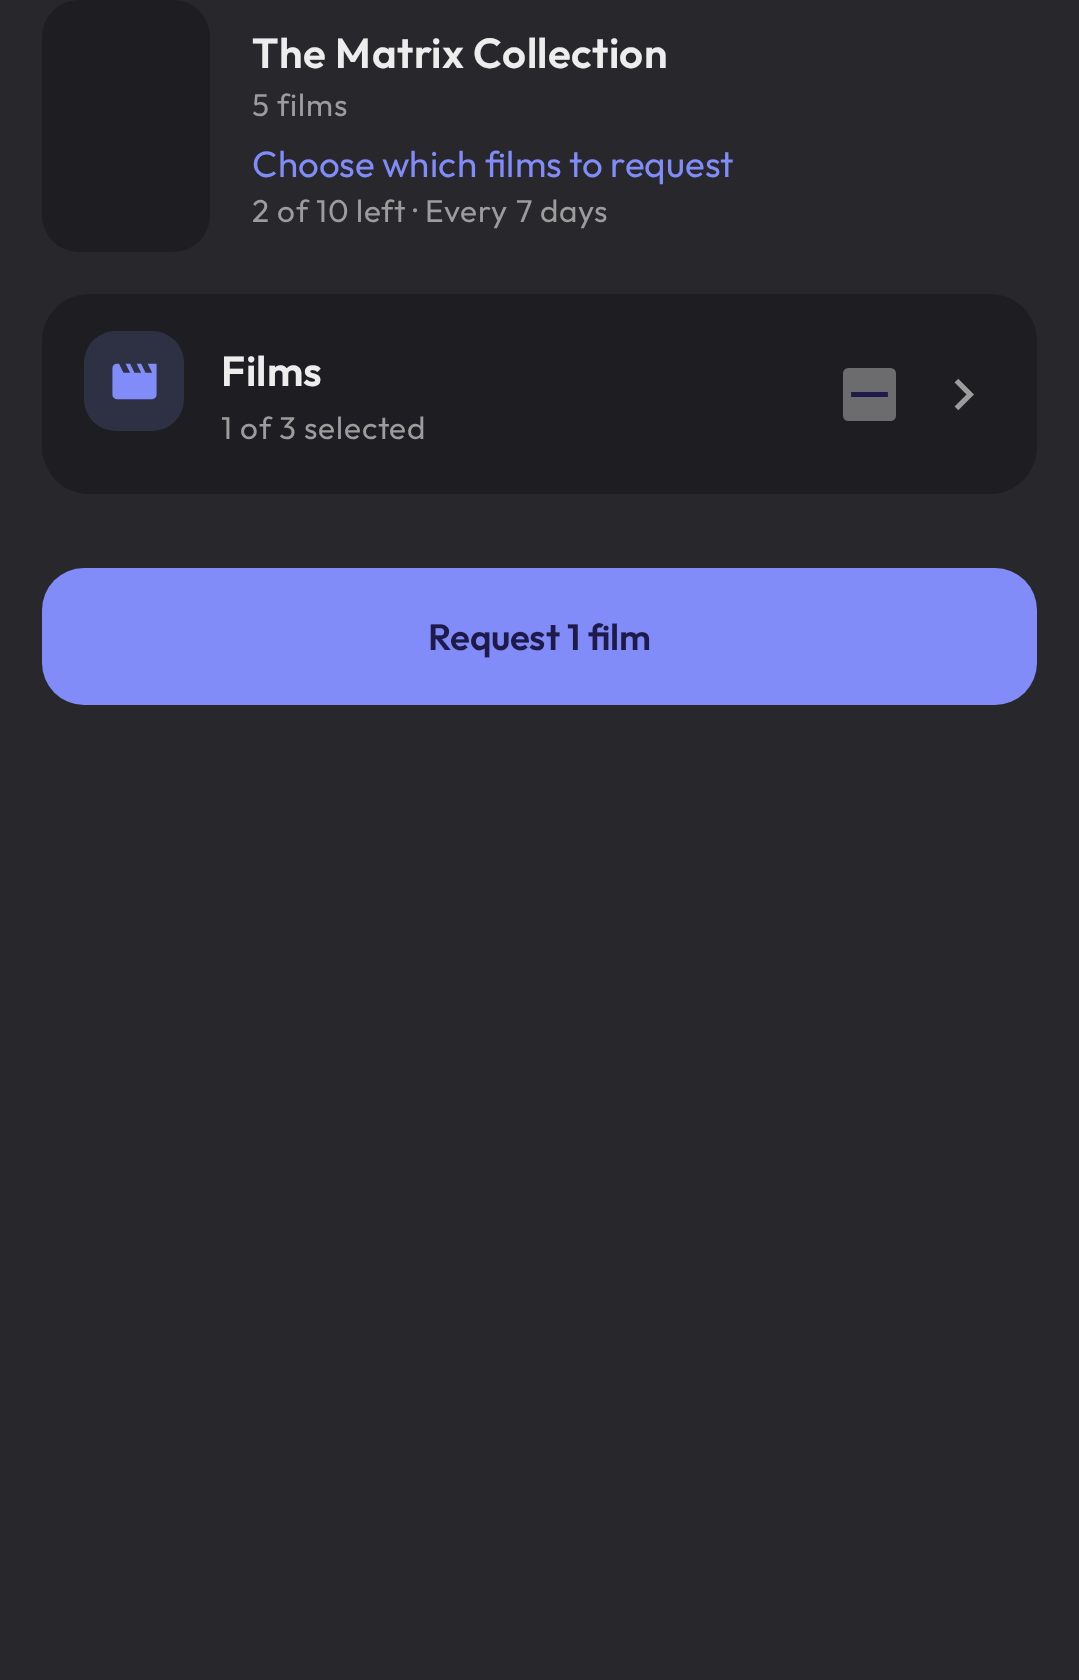 The Matrix Collection
5 films
Choose which films to request
2 of 10 left · Every 7 days
Films
1 of 3 selected
Request 1 film